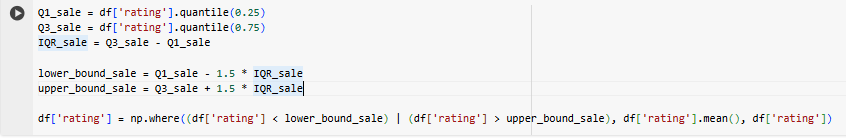 Q1_sale = df['rating'].quantile(0.25)
Q3_sale = df['rating'].quantile(0.75)
IQR_sale = Q3_sale - Q1_sale
lower_bound_sale = Q1_sale - 1.5 * IQR_sale
upper_bound_sale = Q3_sale + 1.5 * IQR_sale
df['rating'] = np.where((df['rating'] < lower_bound_sale) | (df['rating'] > upper_bound_sale), df['rating'].mean(), df['rating'])